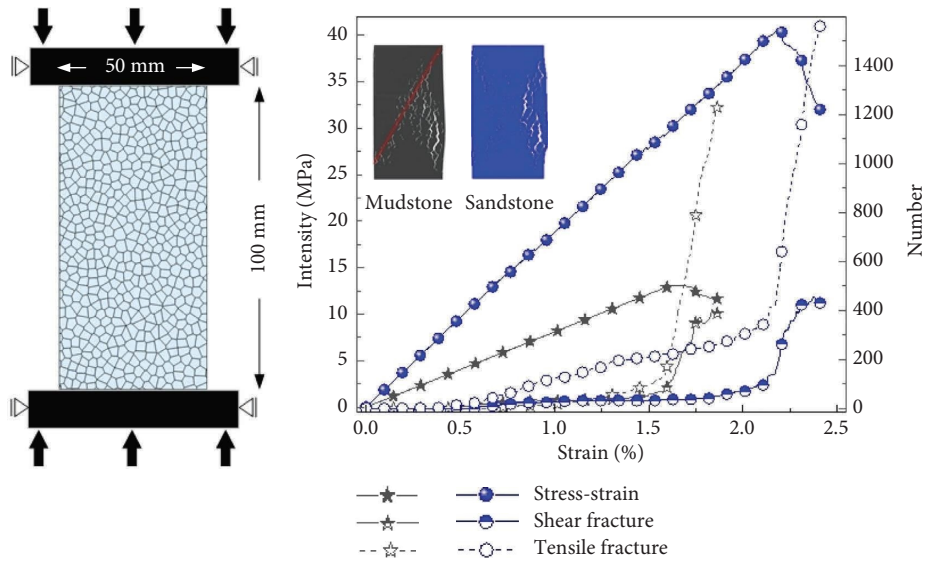 50 mm
100 mm
Intensity (MPa)
40
35
30
25
20
15
10
5
0
Mudstone
Sandstone
1400
1200
1000
800
600
400
200
0
Number
0.0
0.5
1.0
1.5
2.0
2.5
Strain (%)
Stress-strain
Shear fracture
Tensile fracture